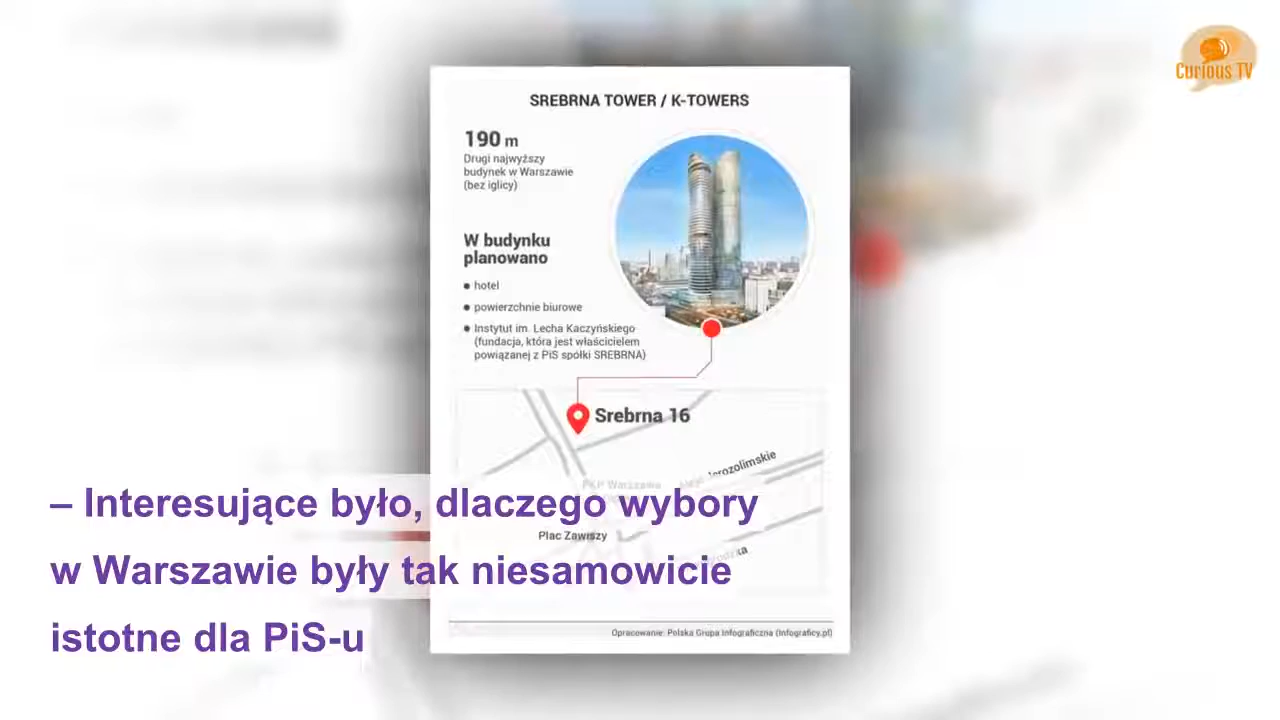 Curious TV
SREBRNA TOWER / K-TOWERS
190 m
Drugi najwyższy
budynek w Warszawie
(bez iglicy)
W budynku
planowano
• hotel
• powierzchnie biurowe
• Instytut im. Lecha Kaczyńskiego
(fundacja, która jest właścicielem
powiązanej z PiS spółki SREBRNA)
Srebrna 16
PKP Warszawa
Plac Zawiszy
– Interesujące było, dlaczego wybory
w Warszawie były tak niesamowicie
istotne dla PiS-u
Opracowanie: Polska Grupa Infograficzna (Infograficy.pl)